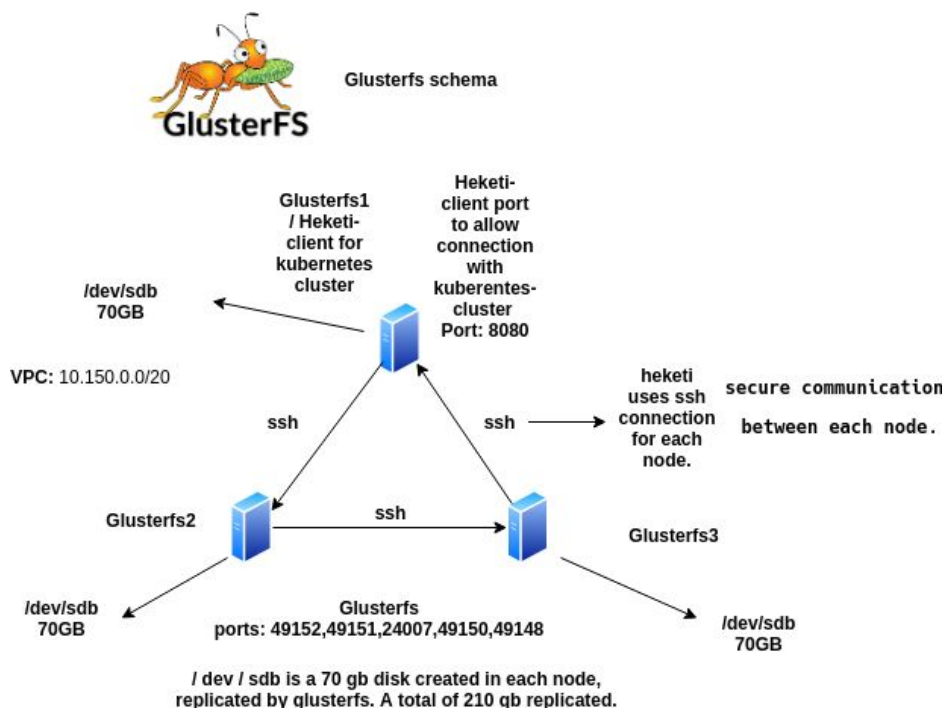 GlusterFS
Glusterfs schema
Glusterfs1
/ Heketi-
client for
kubernetes
cluster
Heketi-
client port
to allow
connection
with
kuberentes-
cluster
Port: 8080
/dev/sdb
70GB
VPC: 10.150.0.0/20
ssh
ssh
heketi
uses ssh
connection
for each
node.
secure communication
between each node.
Glusterfs2
ssh
Glusterfs3
/dev/sdb
70GB
Glusterfs
ports: 49152,49151,24007,49150,49148
/dev/sdb
70GB
/ dev / sdb is a 70 gb disk created in each node,
replicated by glusterfs. A total of 210 gb replicated.